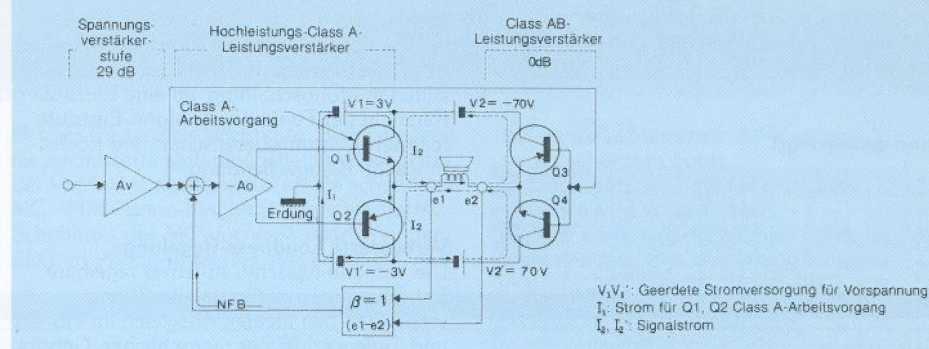 Spannungs-
verstärker-
stufe
29 dB
Hochleistungs-Class A-
Leistungsverstärker
Class AB-
Leistungsverstärker
0dB
Class A-
Arbeitsvorgang
V1=3V
V2= -70V
Q1
I₂
Q3
Av
-Ao
I₁
Erdung
e1
e2
Q4
Q2
I₂
V1'= -3V
V2'= 70V
NFB
β=1
(e1-e2)
V₁V₁': Geerdete Stromversorgung für Vorspannung
I₁: Strom für Q1, Q2 Class A-Arbeitsvorgang
I₂, I₂': Signalstrom